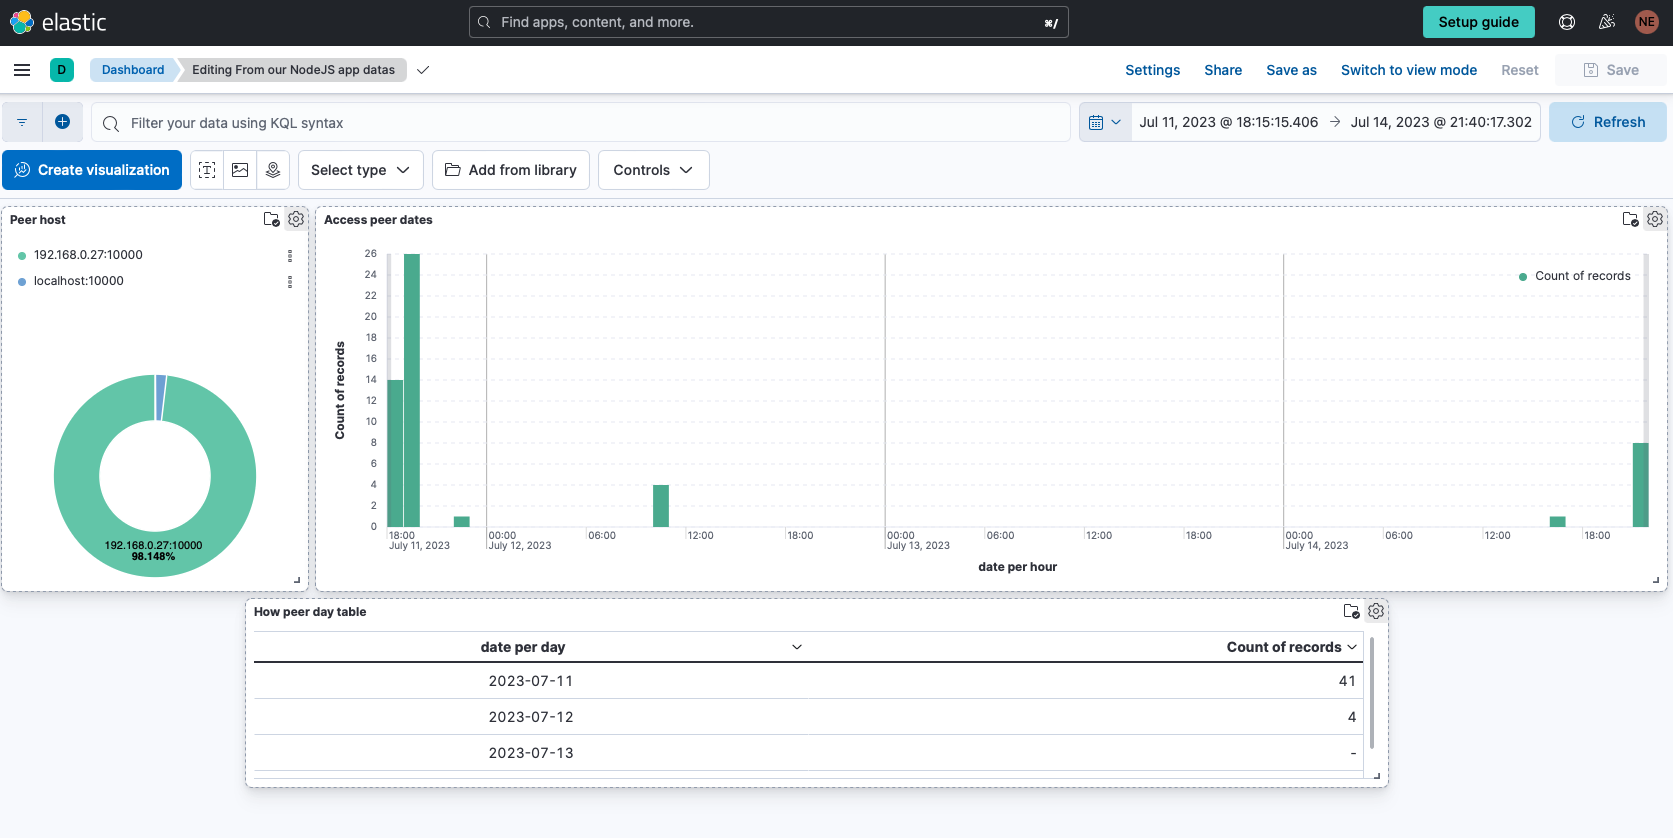 elastic
Find apps, content, and more.
⌘/
Setup guide
NE
D
Dashboard
Editing From our NodeJS app datas
Settings
Share
Save as
Switch to view mode
Reset
Save
Filter your data using KQL syntax
Jul 11, 2023 @ 18:15:15.406 → Jul 14, 2023 @ 21:40:17.302
Refresh
Create visualization
Select type
Add from library
Controls
Peer host
192.168.0.27:10000
localhost:10000
192.168.0.27:10000
98.148%
Access peer dates
Count of records
26
24
22
20
18
16
14
12
10
8
6
4
2
0
Count of records
18:00 00:00 06:00 12:00 18:00 00:00 06:00 12:00 18:00 00:00 06:00 12:00 18:00
July 11, 2023 July 12, 2023 July 13, 2023 July 14, 2023
date per hour
How peer day table
date per day Count of records
2023-07-11 41
2023-07-12 4
2023-07-13 -